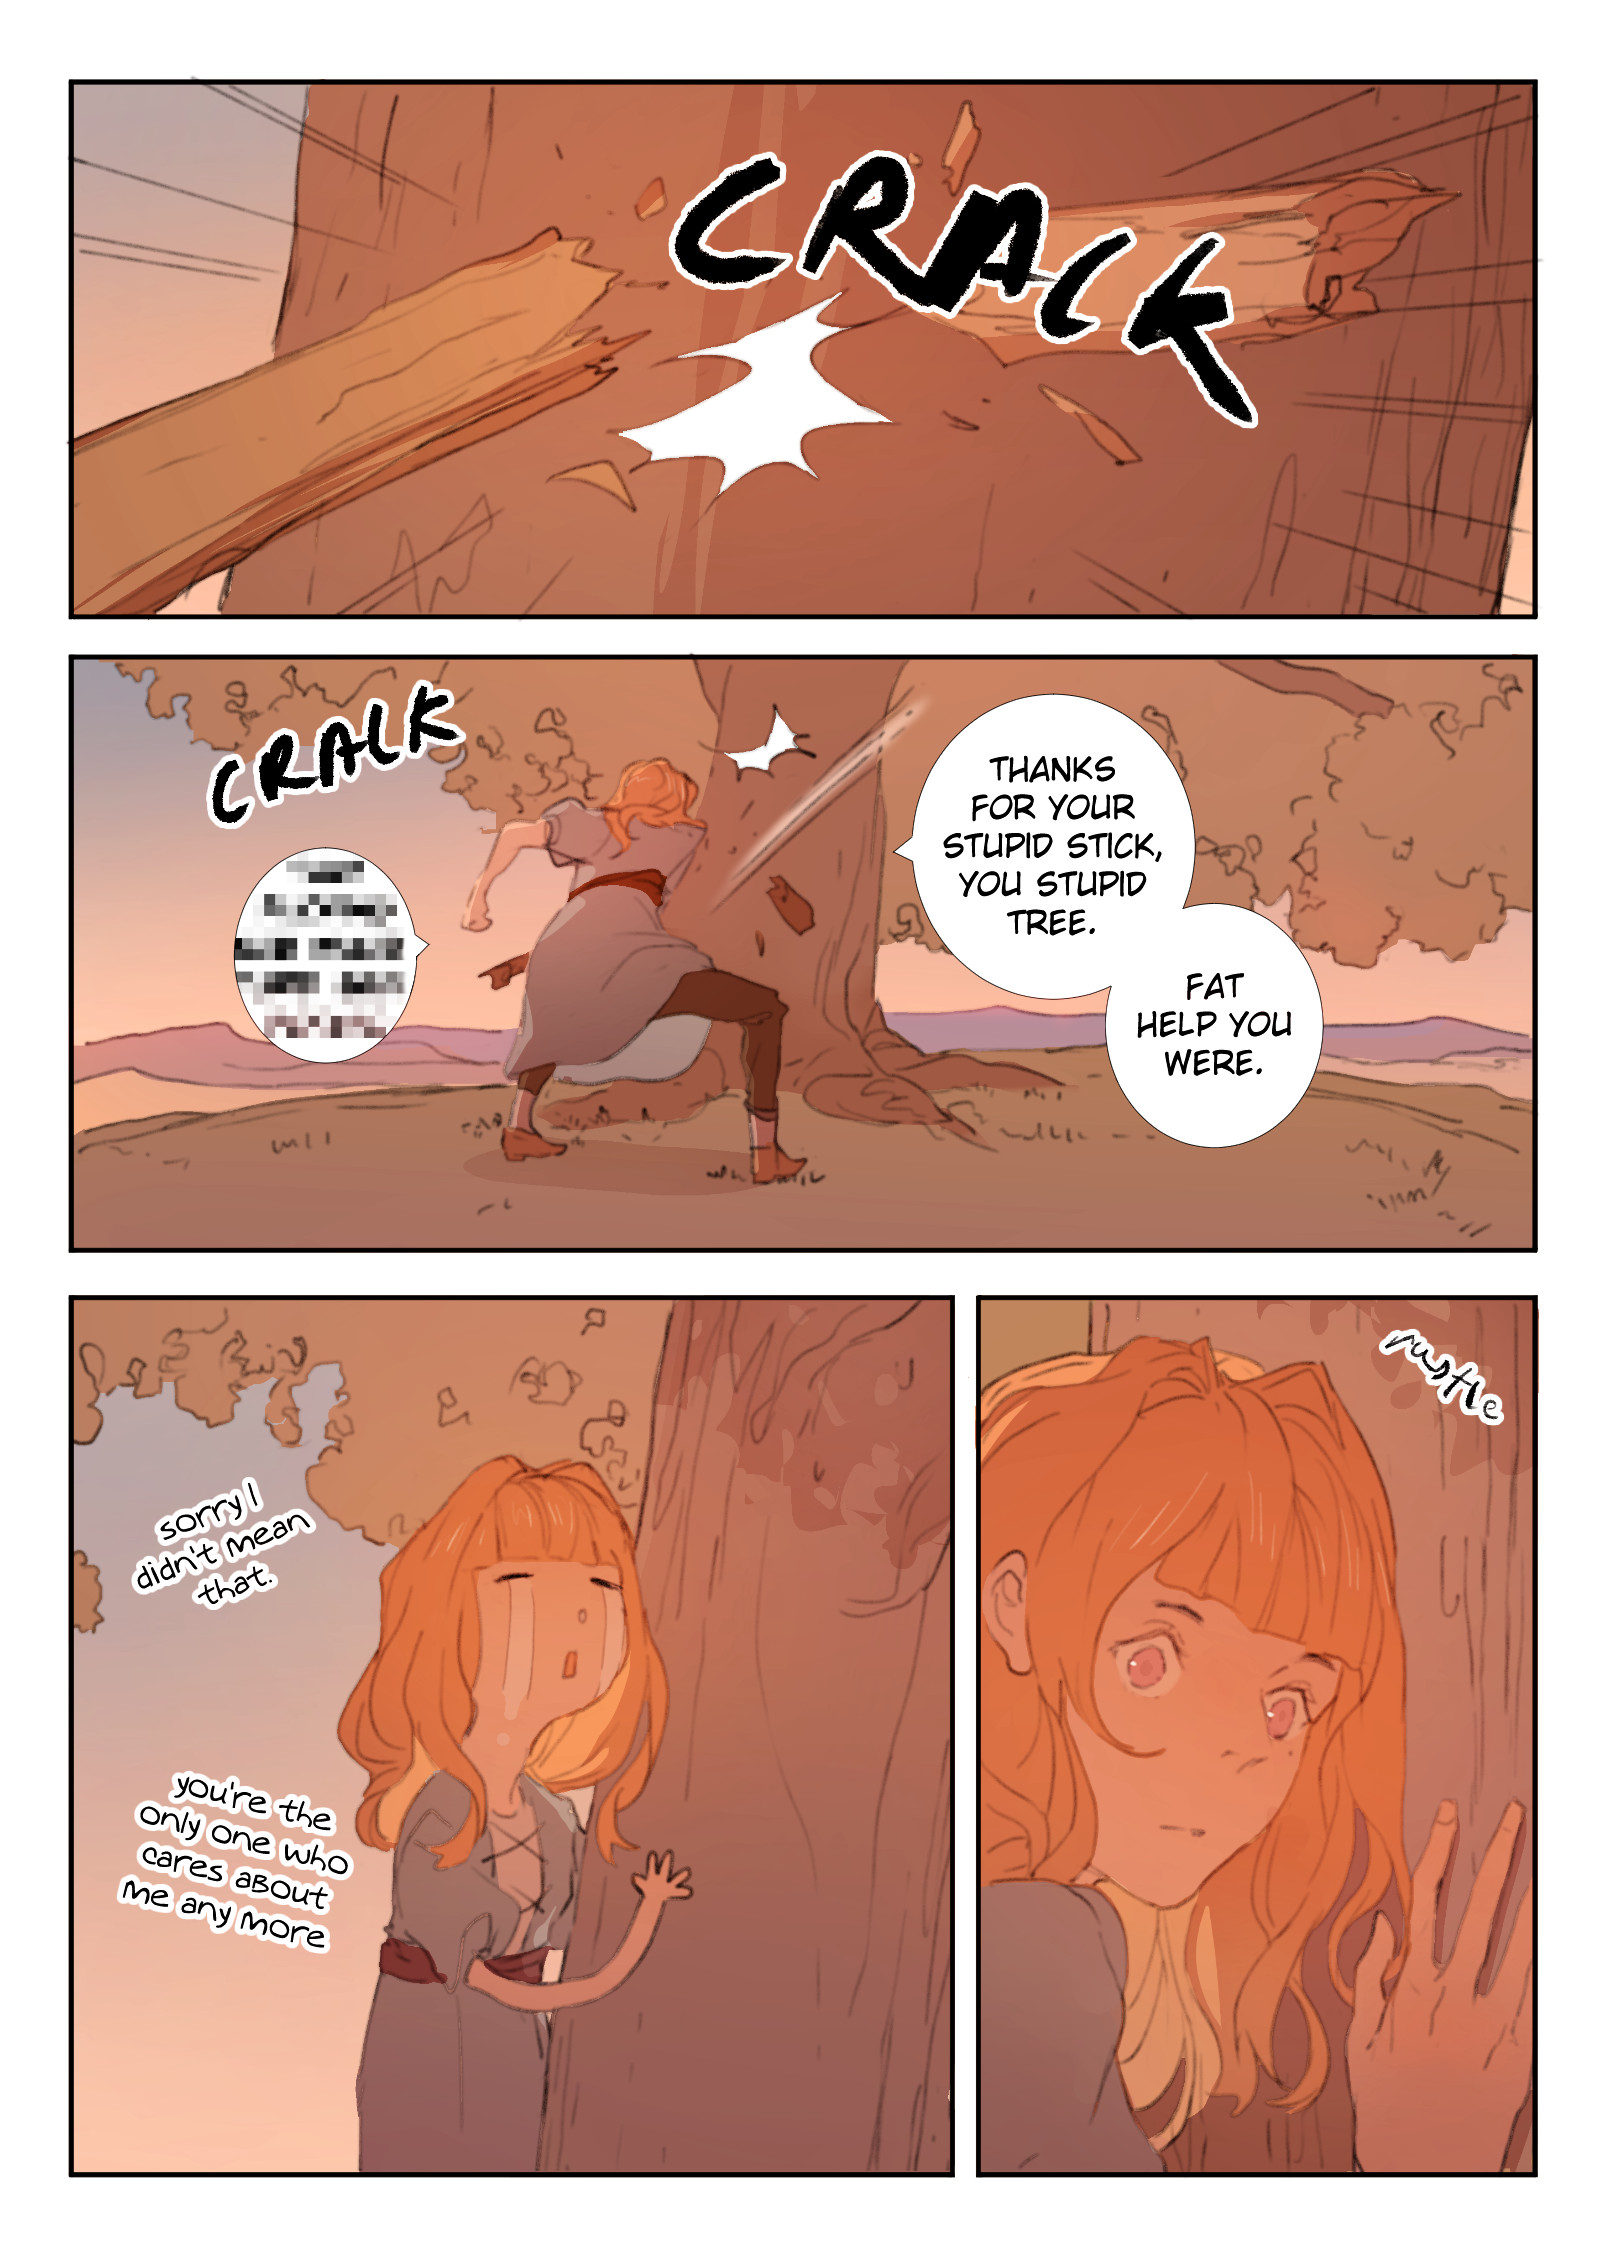 CRACK
CRACK
THANKS
FOR YOUR
STUPID STICK,
YOU STUPID
TREE.
FAT
HELP YOU
WERE.
sorry I
didn't mean
that.
you're the
only one who
cares about
me any more
rustle